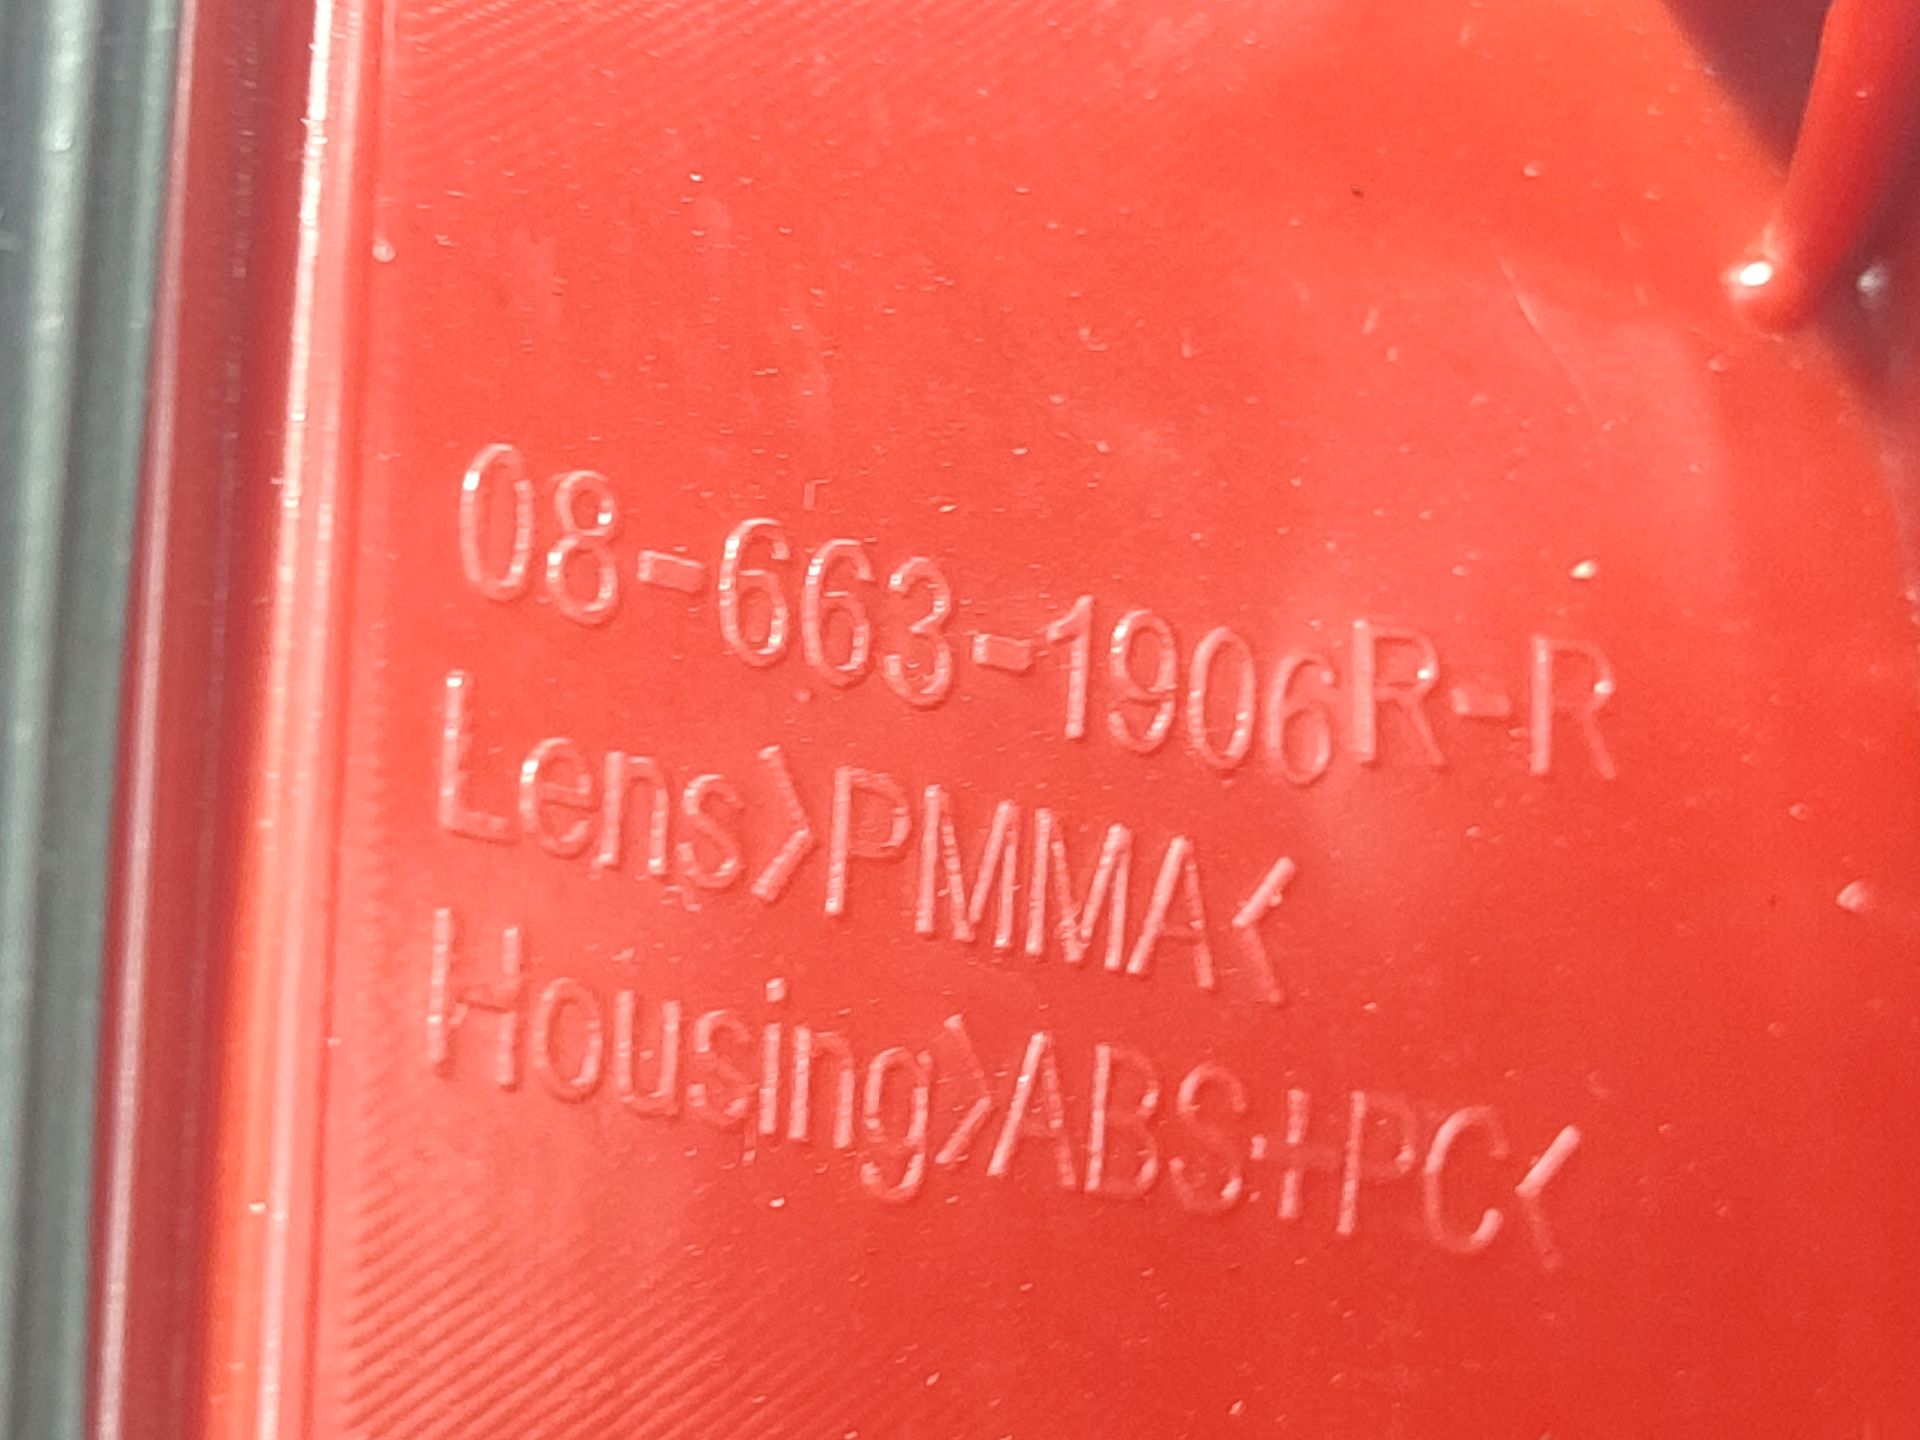 08-663-1906R-R
Lens>PMMA<
Housing>ABS+PC<